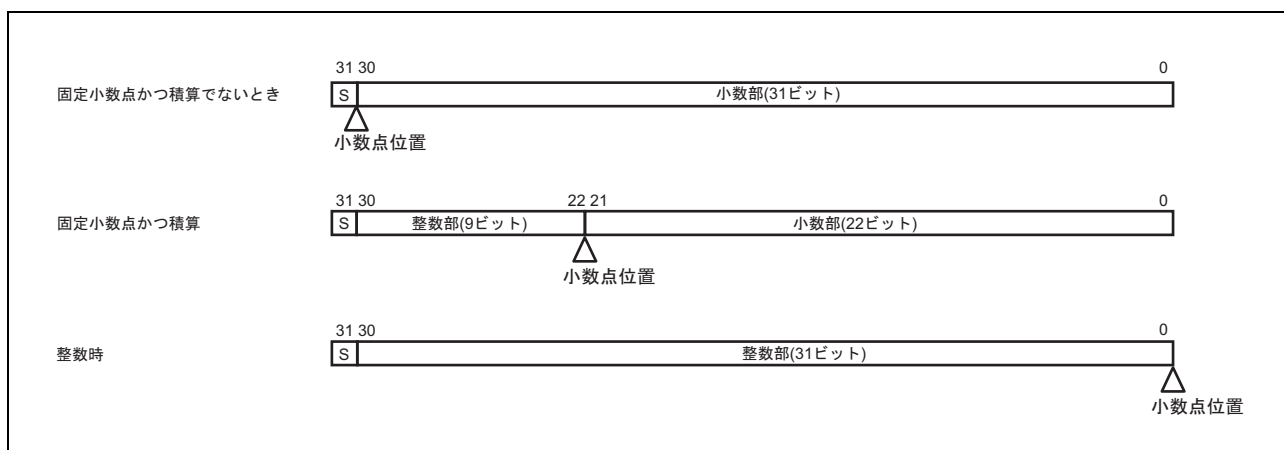 31 30 0
固定小数点かつ積算でないとき S 小数部(31ビット)
小数点位置
31 30 22 21 0
固定小数点かつ積算 S 整数部(9ビット) 小数部(22ビット)
小数点位置
31 30 0
整数時 S 整数部(31ビット)
小数点位置